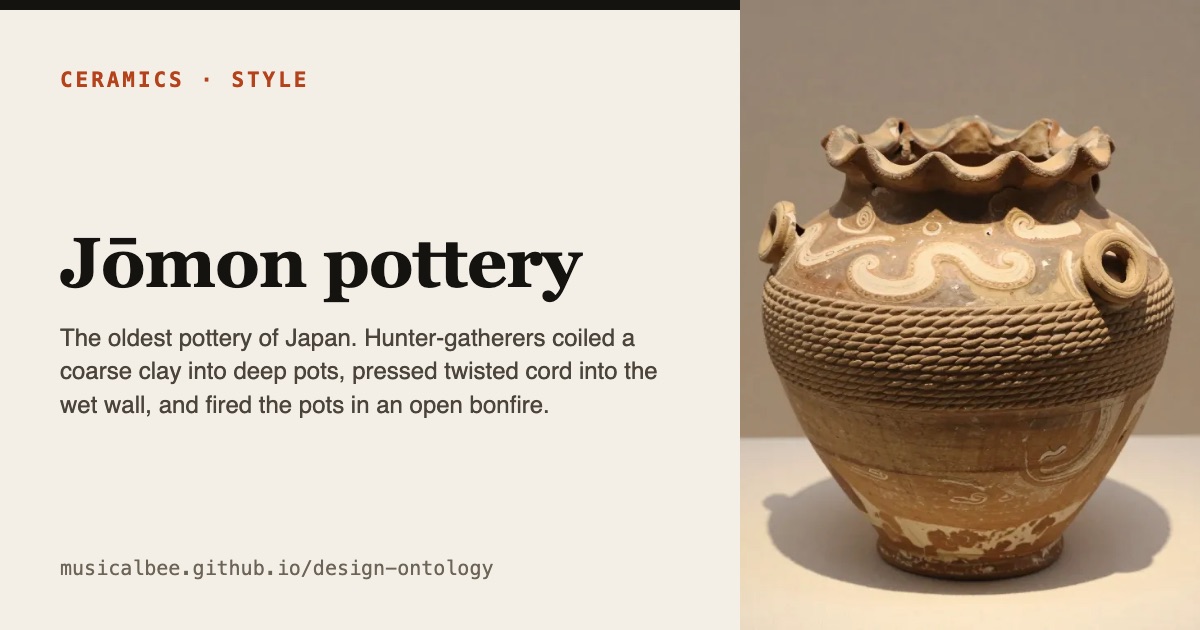 CERAMICS · STYLE
Jōmon pottery
The oldest pottery of Japan. Hunter-gatherers coiled a
coarse clay into deep pots, pressed twisted cord into the
wet wall, and fired the pots in an open bonfire.
musicalbee.github.io/design-ontology